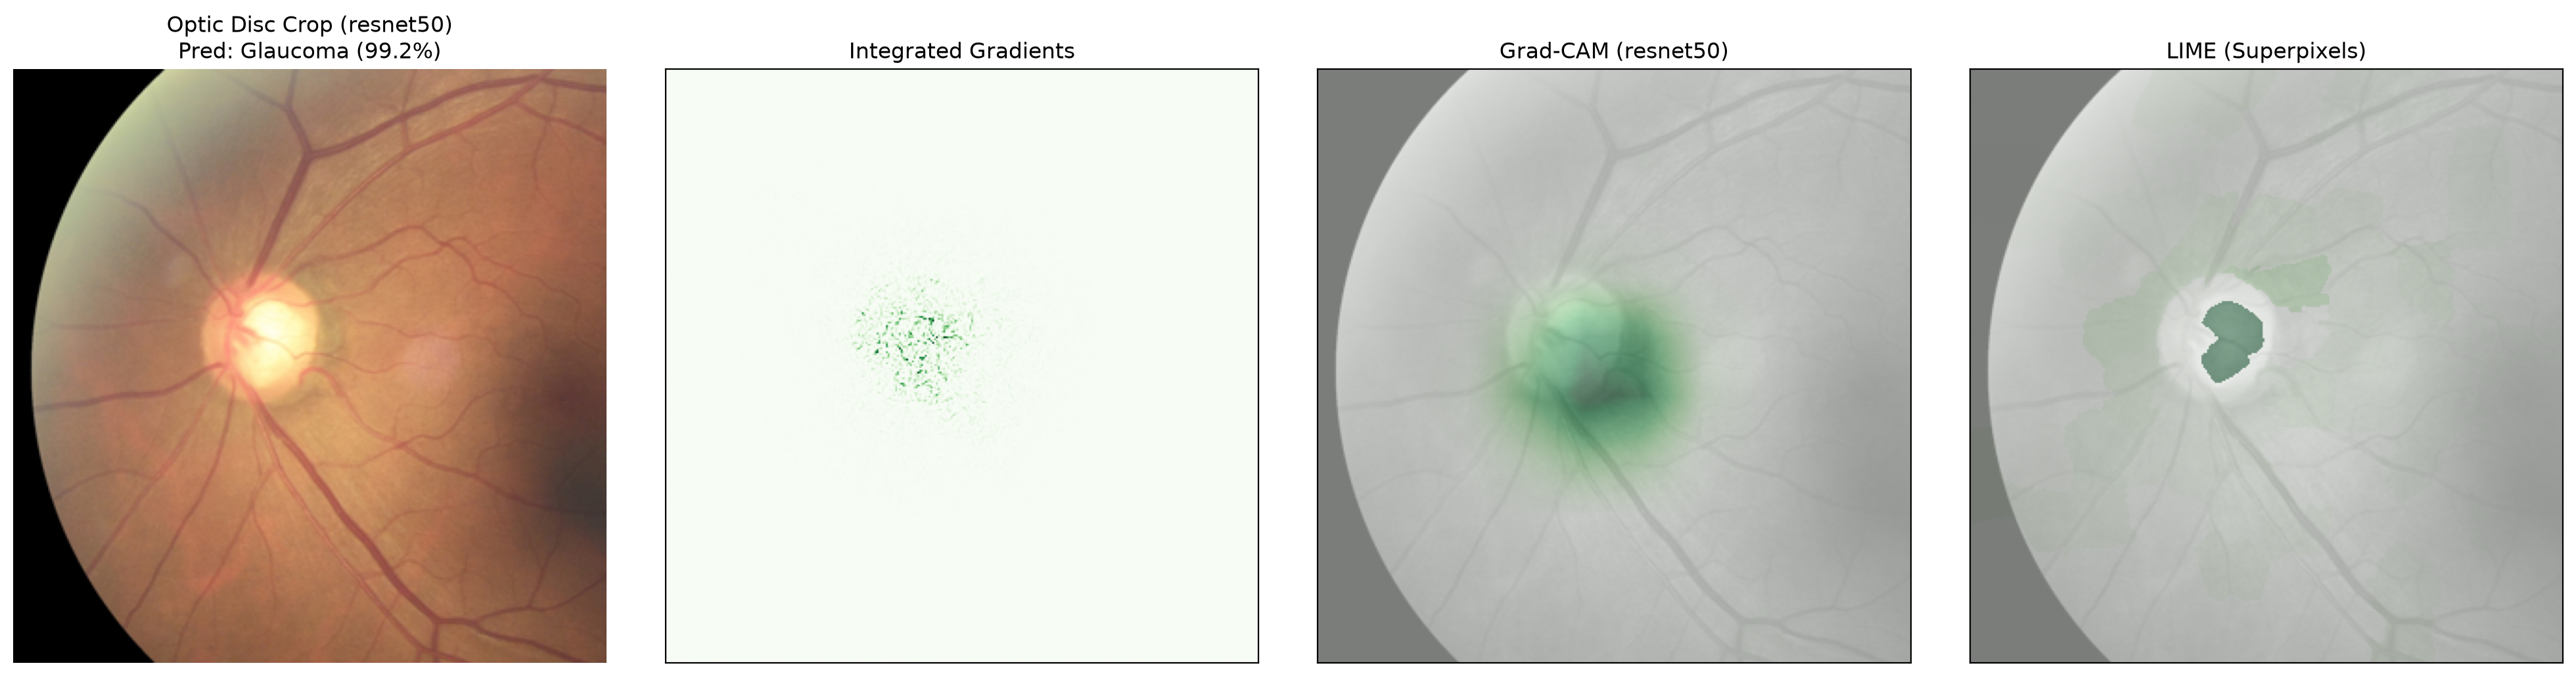 Optic Disc Crop (resnet50)
Pred: Glaucoma (99.2%)
Integrated Gradients
Grad-CAM (resnet50)
LIME (Superpixels)